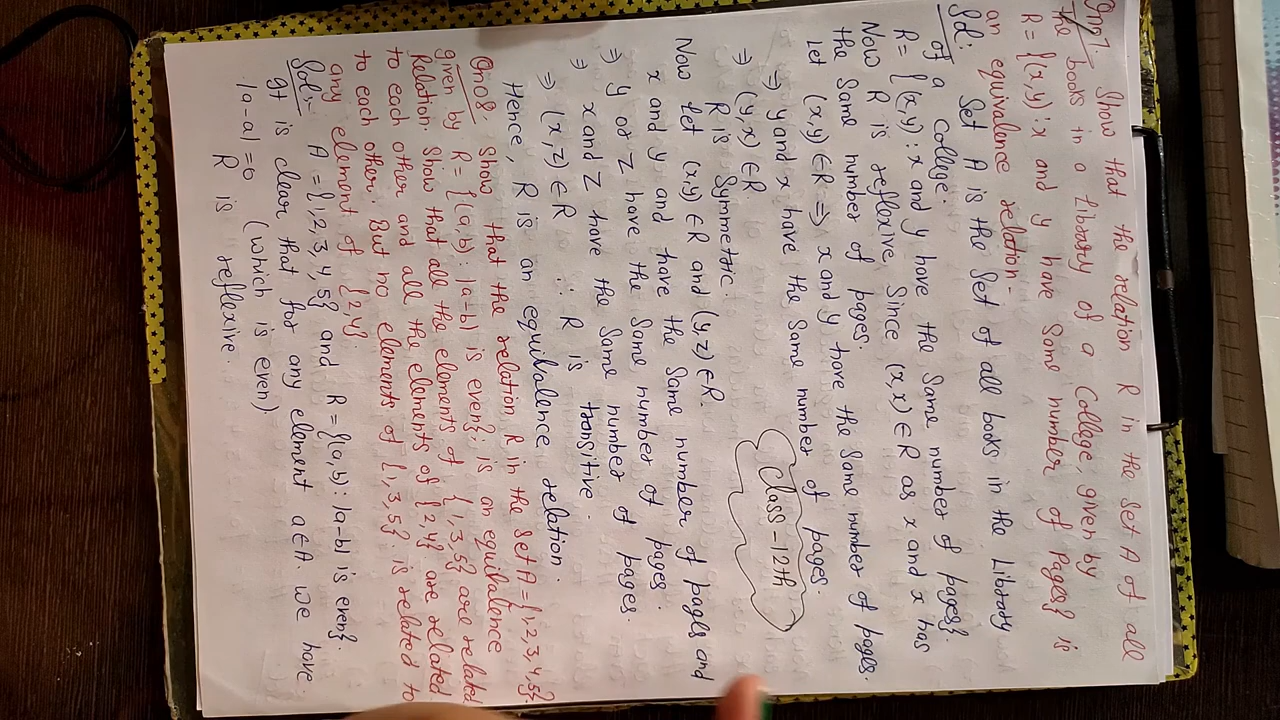 Qno7. Show that the relation R in the Set A of all
the books in a Library of a College, given by
R = {(x,y): x and y have Same number of Pages} is
an equivalence relation-
Sol: Set A is the Set of all books in the Library
of a College.
R = {(x,y): x and y have the Same number of pages}
Now R is reflexive, Since (x,x) ∈ R as x and x has
the Same number of pages,
Let (x,y) ∈ R ⇒ x and y have the Same number of pages.
⇒ y and x have the Same number of pages.
⇒ (y,x) ∈ R.
R is Symmetric.
Class-12th
Now Let (x,y) ∈ R and (y,z) ∈ R.
x and y and have the Same number of pages and
⇒ y or z have the Same number of pages.
⇒ x and z have the Same number of pages.
⇒ (x,z) ∈ R ∴ R is transitive.
Hence, R is an equivalence relation.
Qno8. Show that the relation R in the Set A = {1,2,3,4,5}
given by R = {(a,b): |a-b| is even}, is an equivalence
Relation. Show that all the elements of {1,3,5} are related
to each other and all the elements of {2,4} are related
to each other. But no elements of {1,3,5}. is related to
any element of {2,4}.
Sol:- A = {1,2,3,4,5} and R = {(a,b): |a-b| is even}.
It is clear that for any element a∈A we have.
|a-a| = 0 (which is even)
R is reflexive.